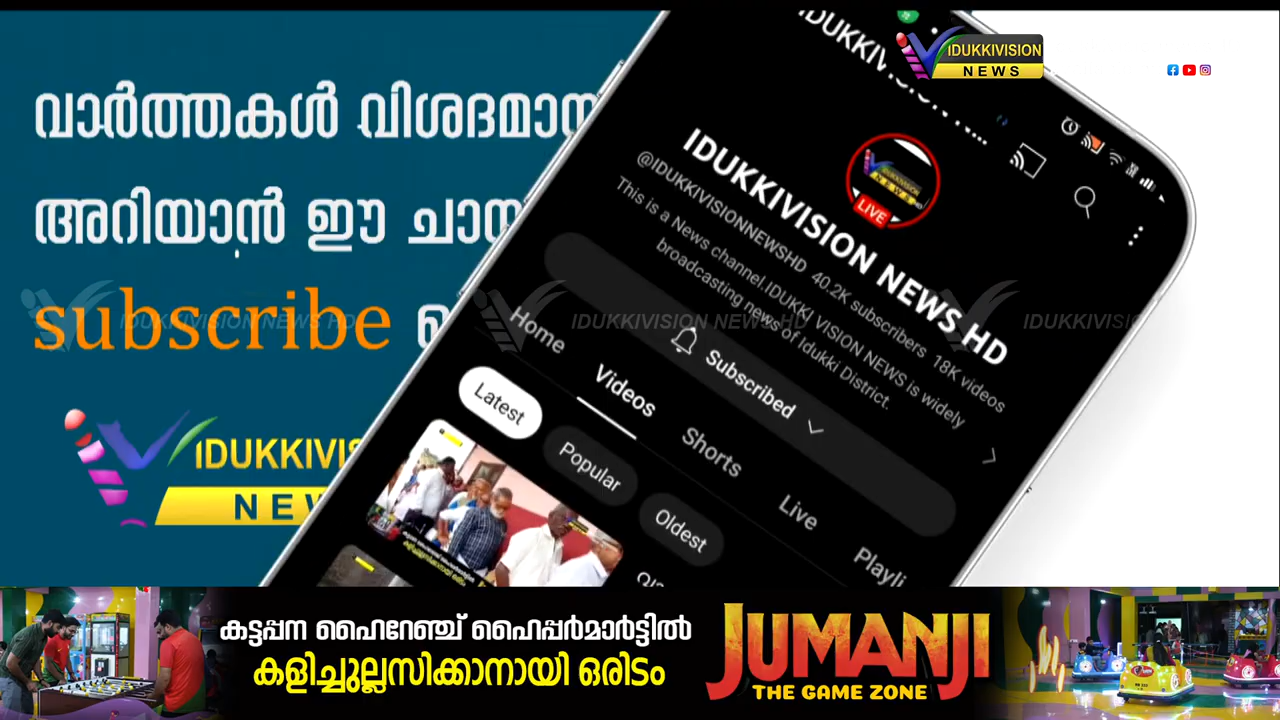 വാർത്തകൾ വിശദമായ
അറിയാൻ ഈ
subscribe
IDUKKIVISION
NEWS
IDUKKIVISION NEWS HD
@IDUKKIVISIONNEWSHD 40.2K subscribers 18K videos
This is a News channel.IDUKKI VISION NEWS is widely
broadcasting news of Idukki District.
Subscribed
Home
Videos
Shorts
Live
Playli
Latest
Popular
Oldest
LIVE
IDUKKIVISION
NEWS
IDUKKIVISION NEWS HD
IDUKKIVISION NEWS HD
കട്ടപ്പന ഹൈറേഞ്ച് ഹൈപ്പർമാർട്ടിൽ
കളിച്ചുല്ലസിക്കാനായി ഒരിടം
JUMANJI
THE GAME ZONE